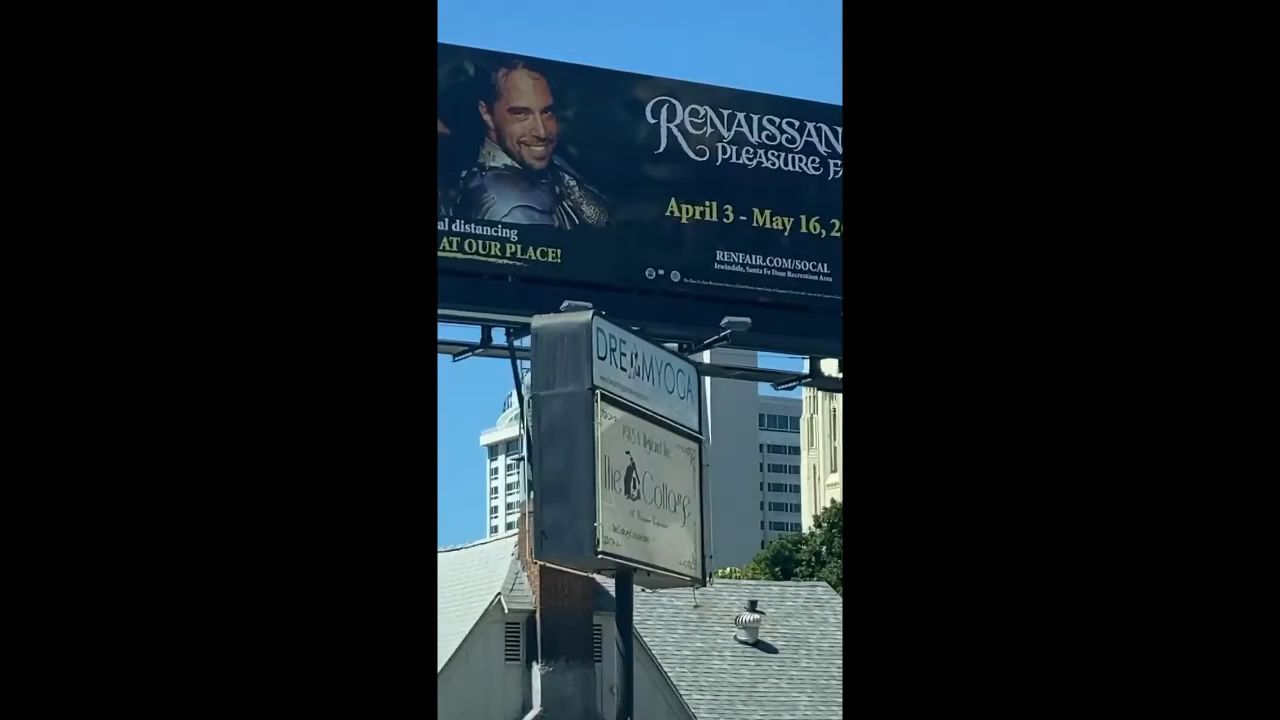 RENAISSAN
PLEASURE FA
April 3 - May 16, 2
al distancing
AT OUR PLACE!
RENFAIR.COM/SOCAL
Irwindale, Santa Fe Dam Recreation Area
DREAMYOGA
The Cottage